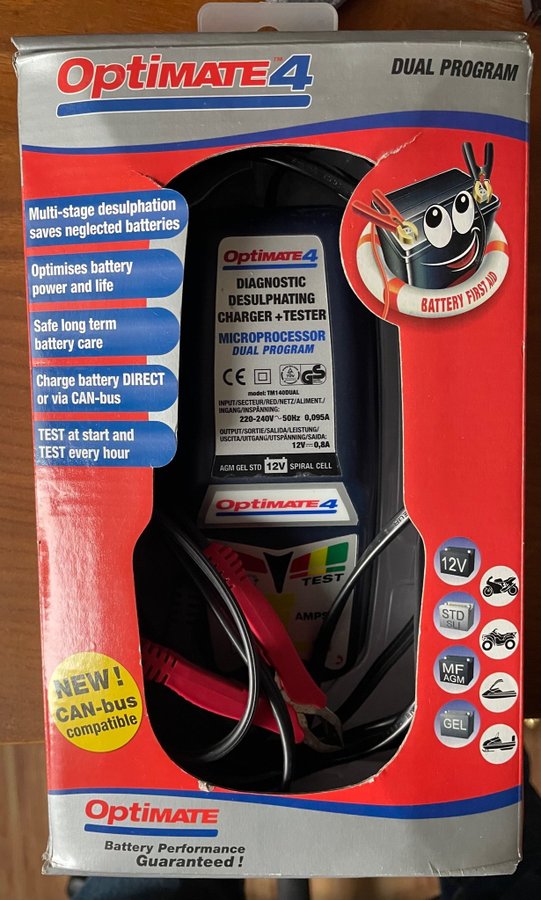 OptiMATE™4
DUAL PROGRAM
Multi-stage desulphation
saves neglected batteries
Optimises battery
power and life
Safe long term
battery care
Charge battery DIRECT
or via CAN-bus
TEST at start and
TEST every hour
BATTERY FIRST AID
OptiMATE4
DIAGNOSTIC
DESULPHATING
CHARGER + TESTER
MICROPROCESSOR
DUAL PROGRAM
CE
GS
model: TM140DUAL
INPUT/SECTEUR/RED/NETZ/ALIMENT./
INGANG/INSPÄNNING:
220-240V ~ 50Hz 0,095A
OUTPUT/SORTIE/SALIDA/LEISTUNG/
USCITA/UITGANG/UTSPÄNNING/SAIDA:
12V ⎓ 0,8A
AGM GEL STD 12V SPIRAL CELL
OptiMATE4
TEST
AMPS
12V
STD
SLI
MF
AGM
GEL
NEW!
CAN-bus
compatible
OptiMATE
Battery Performance
Guaranteed !